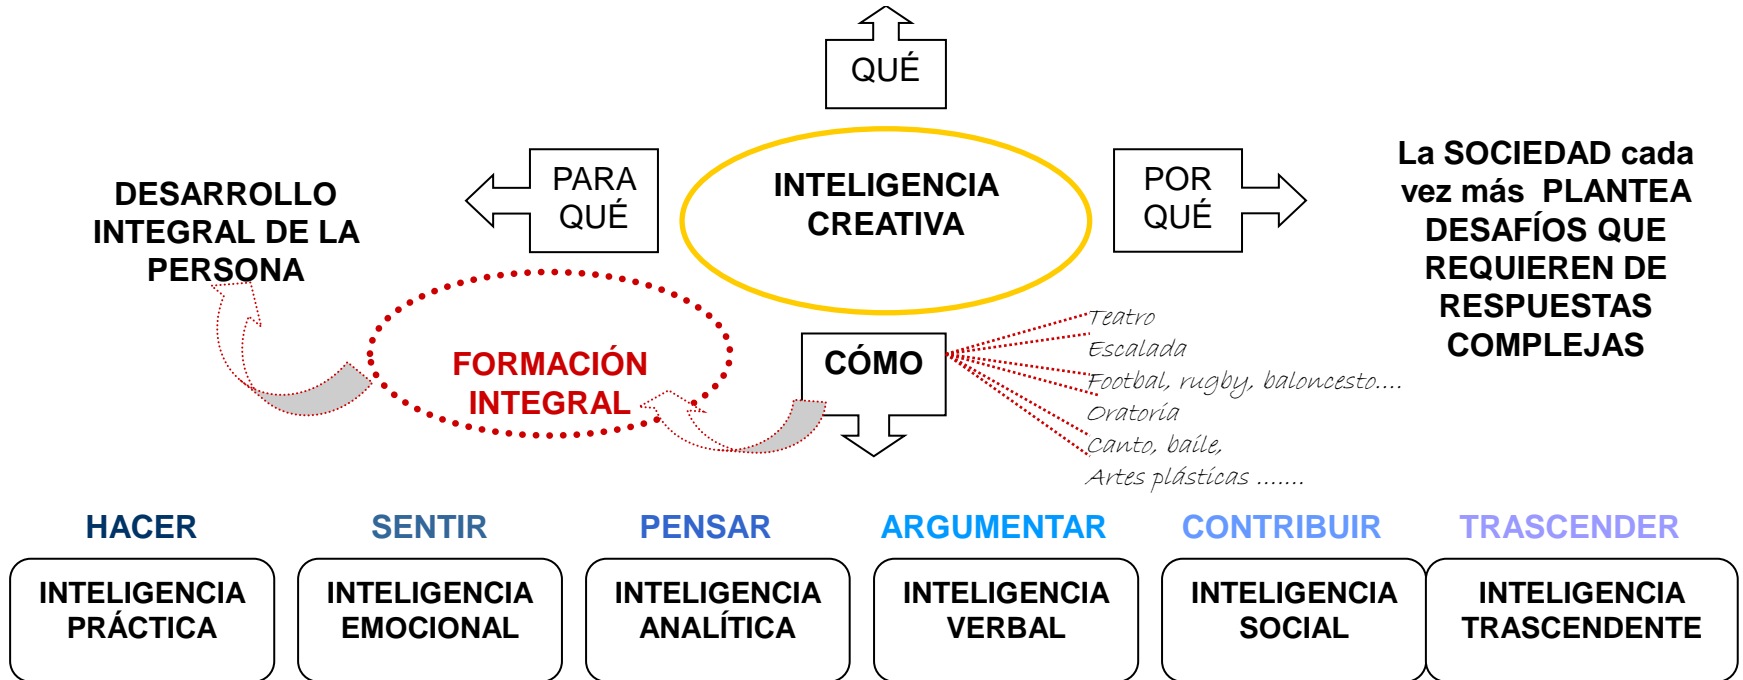 QUÉ
PARA
QUÉ
INTELIGENCIA
CREATIVA
POR
QUÉ
DESARROLLO
INTEGRAL DE LA
PERSONA
La SOCIEDAD cada
vez más PLANTEA
DESAFÍOS QUE
REQUIEREN DE
RESPUESTAS
COMPLEJAS
FORMACIÓN
INTEGRAL
CÓMO
Teatro
Escalada
Footbal, rugby, baloncesto....
Oratoria
Canto, baile,
Artes plásticas .......
HACER
SENTIR
PENSAR
ARGUMENTAR
CONTRIBUIR
TRASCENDER
INTELIGENCIA
PRÁCTICA
INTELIGENCIA
EMOCIONAL
INTELIGENCIA
ANALÍTICA
INTELIGENCIA
VERBAL
INTELIGENCIA
SOCIAL
INTELIGENCIA
TRASCENDENTE